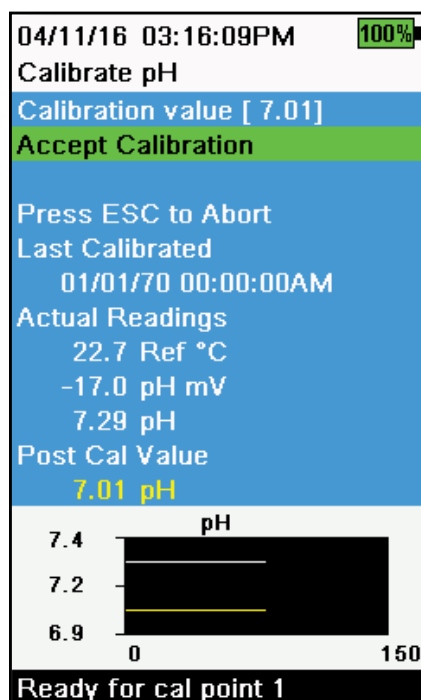 04/11/16 03:16:09PM 100%
Calibrate pH
Calibration value [ 7.01]
Accept Calibration
Press ESC to Abort
Last Calibrated
01/01/70 00:00:00AM
Actual Readings
22.7 Ref °C
-17.0 pH mV
7.29 pH
Post Cal Value
7.01 pH
pH
7.4
7.2
6.9
0 150
Ready for cal point 1